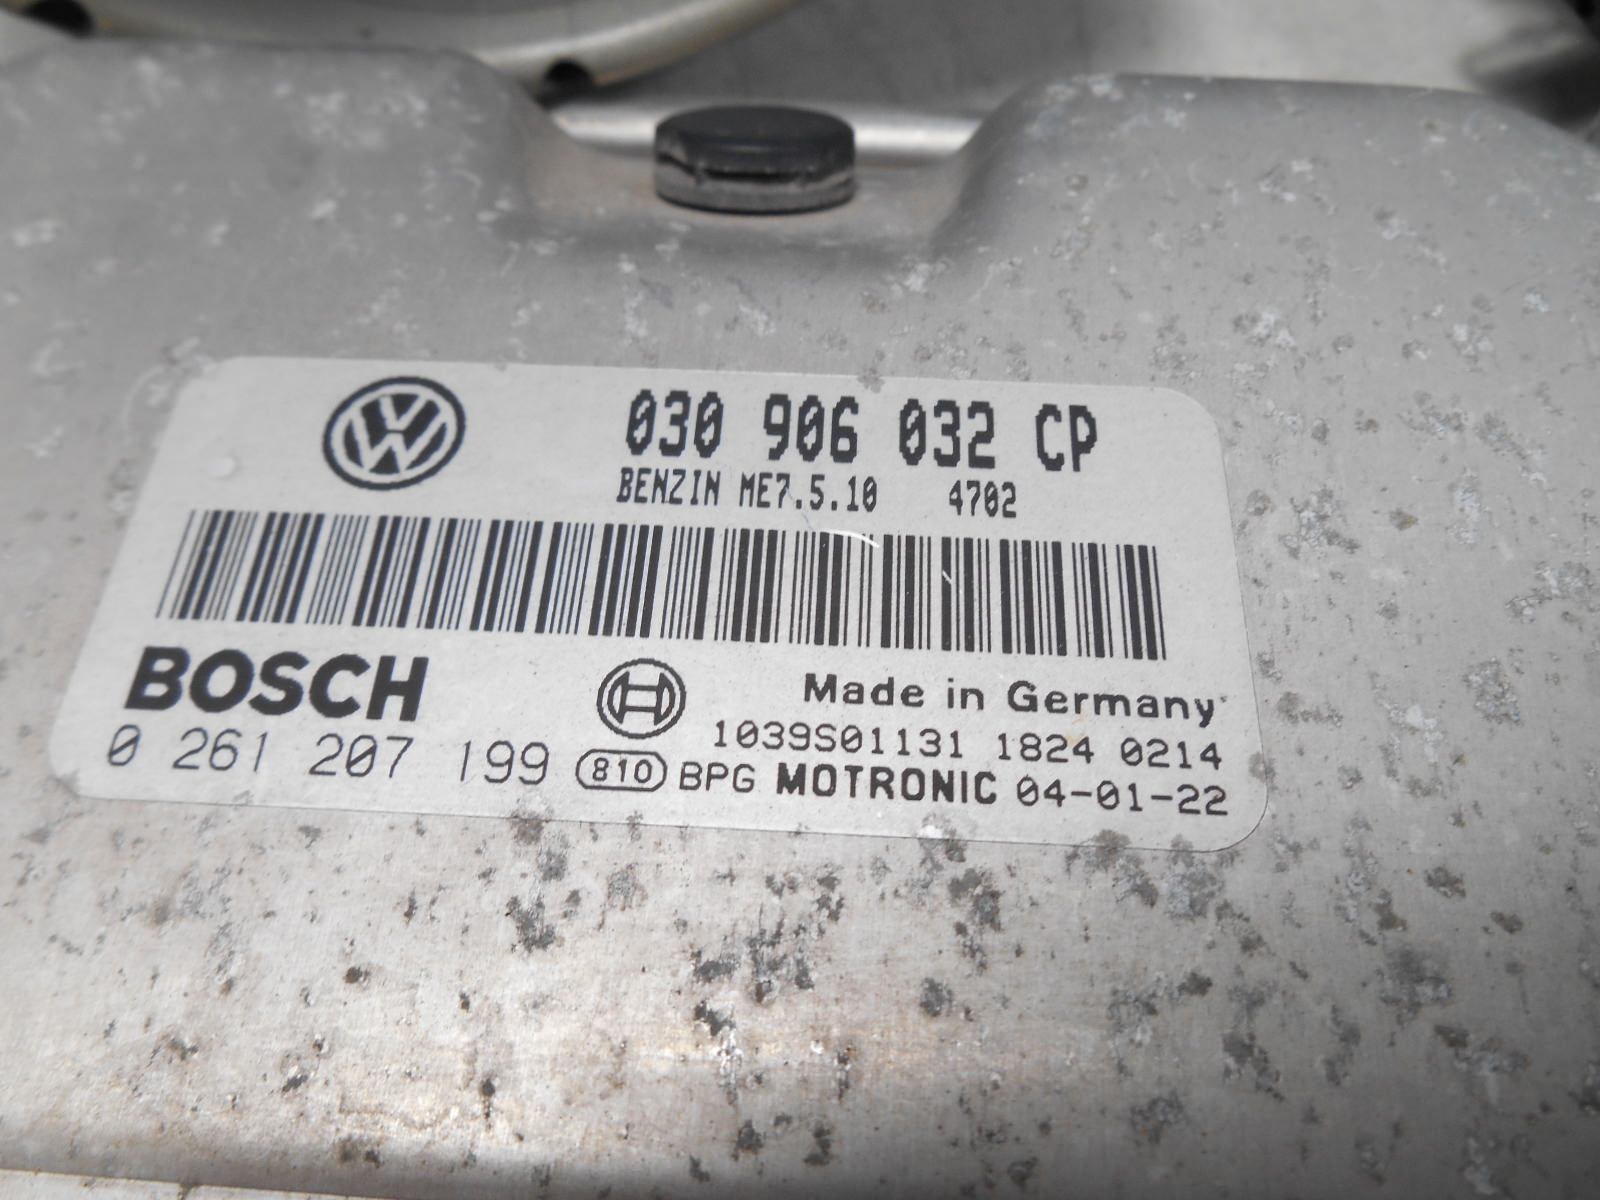 030 906 032 CP
BENZIN ME7.5.10 4702
BOSCH
Made in Germany
0 261 207 199
1039S01131 1824 0214
810 BPG MOTRONIC 04-01-22